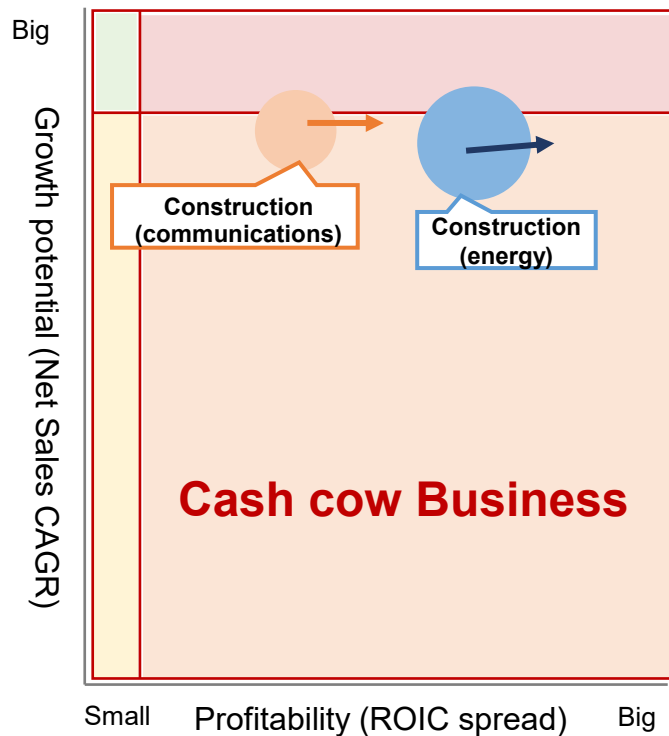 Big
Growth potential (Net Sales CAGR)
Construction
(communications)
Construction
(energy)
Cash cow Business
Small
Profitability (ROIC spread)
Big